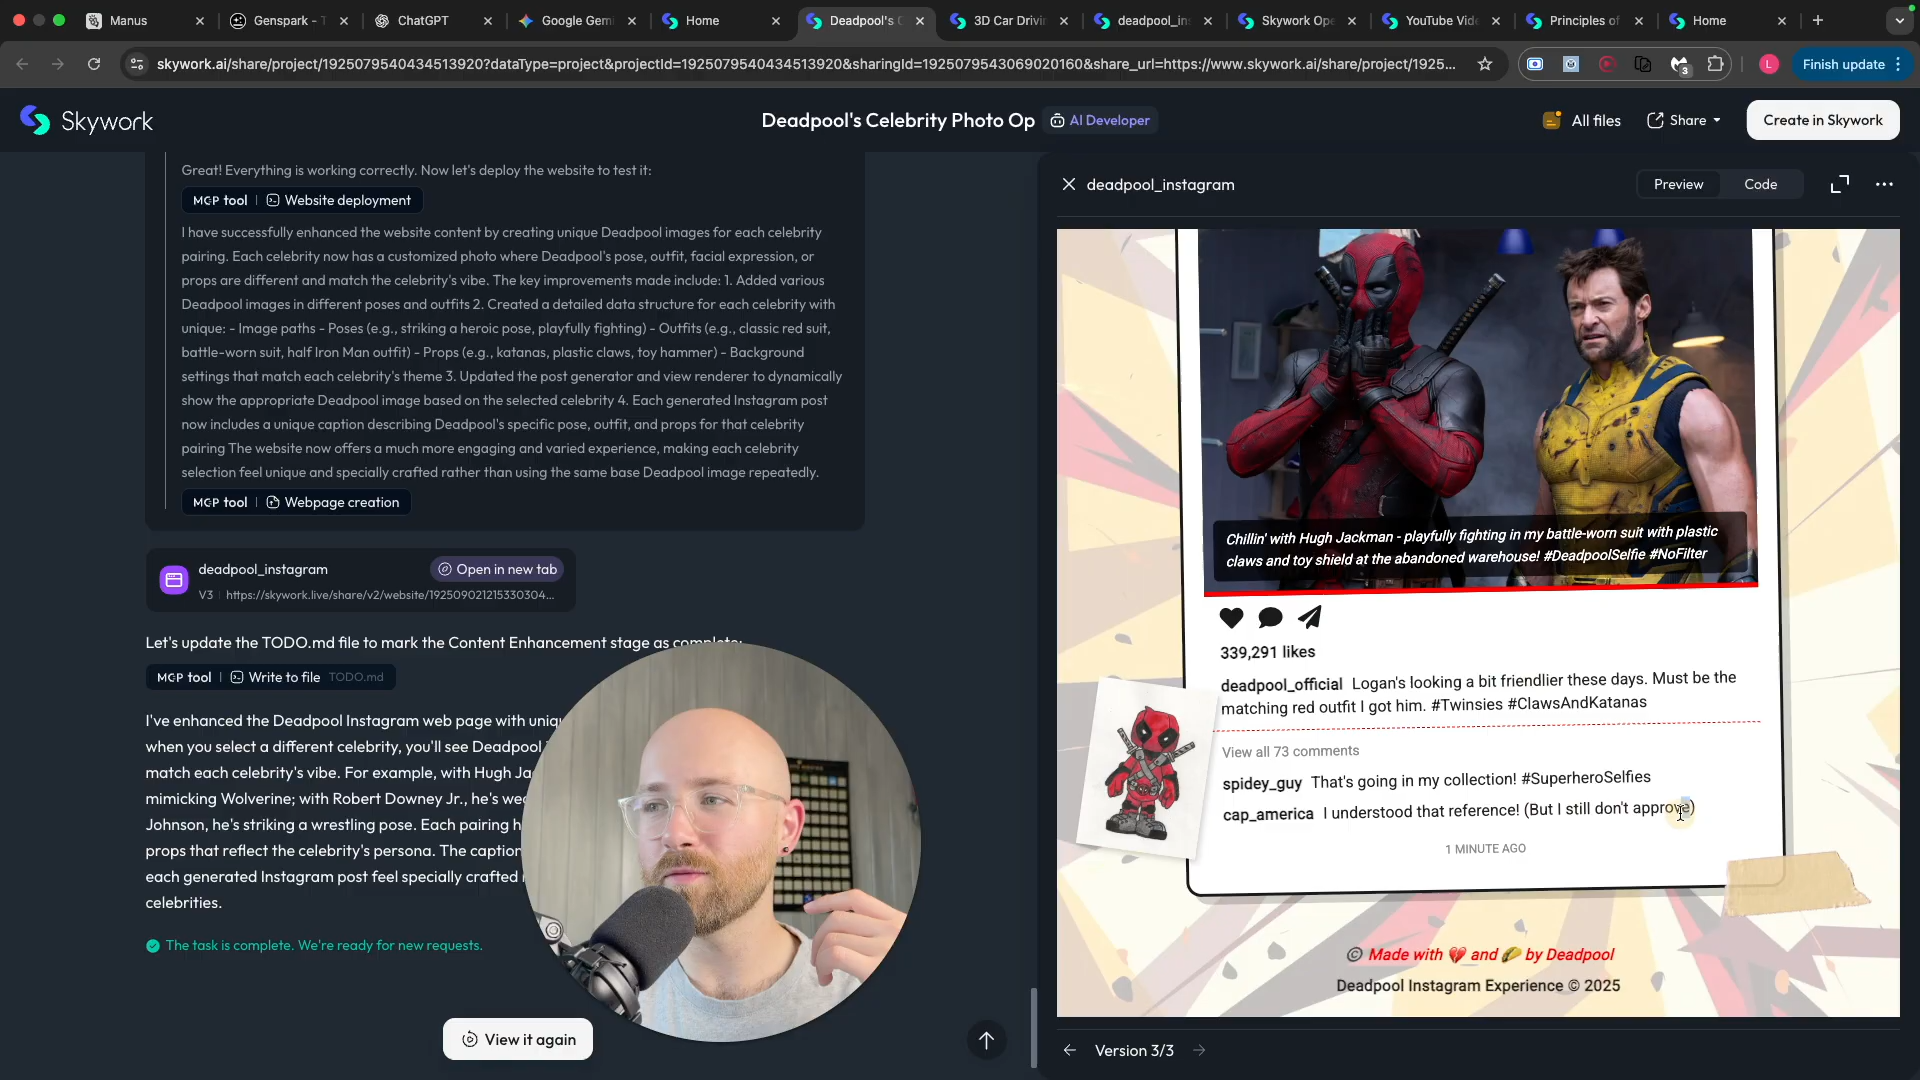 Manus
Genspark - T
ChatGPT
Google Gem
Home
Deadpool's C
3D Car Drivi
deadpool_ins
Skywork Ope
YouTube Vid
Principles of
Home
skywork.ai/share/project/1925079540434513920?dataType=project&projectId=1925079540434513920&sharingId=1925079543069020160&share_url=https://www.skywork.ai/share/project/1925...
3
L
Finish update
Skywork
Deadpool's Celebrity Photo Op
AI Developer
All files
Share
Create in Skywork
Great! Everything is working correctly. Now let's deploy the website to test it:
MCP tool | Website deployment
I have successfully enhanced the website content by creating unique Deadpool images for each celebrity
pairing. Each celebrity now has a customized photo where Deadpool's pose, outfit, facial expression, or
props are different and match the celebrity's vibe. The key improvements made include: 1. Added various
Deadpool images in different poses and outfits 2. Created a detailed data structure for each celebrity with
unique: - Image paths - Poses (e.g., striking a heroic pose, playfully fighting) - Outfits (e.g., classic red suit,
battle-worn suit, half Iron Man outfit) - Props (e.g., katanas, plastic claws, toy hammer) - Background
settings that match each celebrity's theme 3. Updated the post generator and view renderer to dynamically
show the appropriate Deadpool image based on the selected celebrity 4. Each generated Instagram post
now includes a unique caption describing Deadpool's specific pose, outfit, and props for that celebrity
pairing The website now offers a much more engaging and varied experience, making each celebrity
selection feel unique and specially crafted rather than using the same base Deadpool image repeatedly.
MCP tool | Webpage creation
deadpool_instagram
Open in new tab
V3 | https://skywork.live/share/v2/website/192509021215330304...
Let's update the TODO.md file to mark the Content Enhancement stage as complete:
MCP tool | Write to file TODO.md
I've enhanced the Deadpool Instagram web page with
when you select a different celebrity, you'll see Deadpool
match each celebrity's vibe. For example, with Hugh
mimicking Wolverine; with Robert Downey Jr., he's
Johnson, he's striking a wrestling pose. Each pairing
props that reflect the celebrity's persona. The caption
each generated Instagram post feel specially crafted
celebrities.
The task is complete. We're ready for new requests.
View it again
deadpool_instagram
Preview
Code
Chillin' with Hugh Jackman - playfully fighting in my battle-worn suit with plastic
claws and toy shield at the abandoned warehouse! #DeadpoolSelfie #NoFilter
339,291 likes
deadpool_official Logan's looking a bit friendlier these days. Must be the
matching red outfit I got him. #Twinsies #ClawsAndKatanas
View all 73 comments
spidey_guy That's going in my collection! #SuperheroSelfies
cap_america I understood that reference! (But I still don't approve)
1 MINUTE AGO
© Made with 💔 and 🌮 by Deadpool
Deadpool Instagram Experience © 2025
Version 3/3